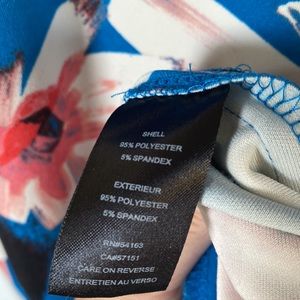 SHELL
95% POLYESTER
5% SPANDEX
EXTERIEUR
95% POLYESTER
5% SPANDEX
RN#54163
CA#57151
CARE ON REVERSE
ENTRETIEN AU VERSO